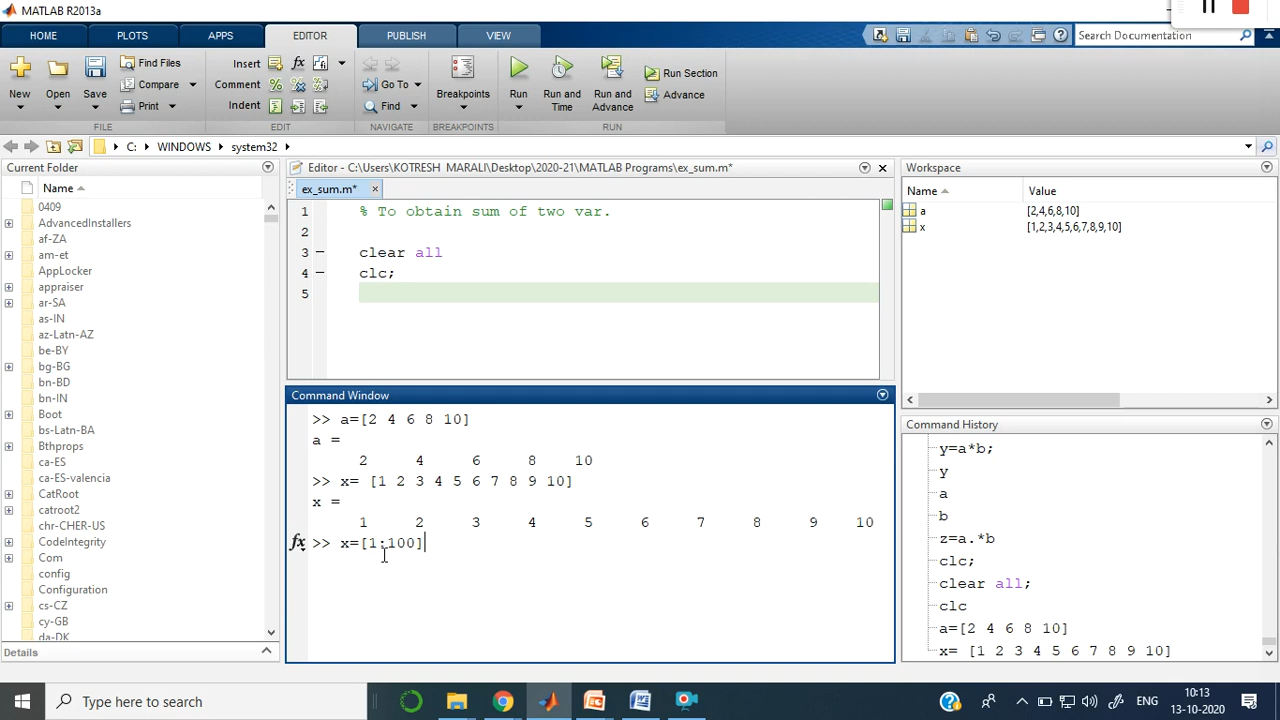 MATLAB R2013a
HOME PLOTS APPS EDITOR PUBLISH VIEW Search Documentation
New Open Save Find Files Compare Print
Insert Comment Indent
Go To Find
Breakpoints Run Run and Time Run and Advance Run Section Advance
FILE EDIT NAVIGATE BREAKPOINTS RUN
C: WINDOWS system32
Current Folder
Name
0409
AdvancedInstallers
af-ZA
am-et
AppLocker
appraiser
ar-SA
as-IN
az-Latn-AZ
be-BY
bg-BG
bn-BD
bn-IN
Boot
bs-Latn-BA
Bthprops
ca-ES
ca-ES-valencia
CatRoot
catroot2
chr-CHER-US
CodeIntegrity
Com
config
Configuration
cs-CZ
cy-GB
da-DK
Details
Editor - C:\Users\KOTRESH MARALI\Desktop\2020-21\MATLAB Programs\ex_sum.m*
ex_sum.m*
1 % To obtain sum of two var.
2
3 clear all
4 clc;
5
Command Window
>> a=[2 4 6 8 10]
a =
2 4 6 8 10
>> x= [1 2 3 4 5 6 7 8 9 10]
x =
1 2 3 4 5 6 7 8 9 10
fx >> x=[1:100]
Workspace
Name Value
a [2,4,6,8,10]
x [1,2,3,4,5,6,7,8,9,10]
Command History
y=a*b;
y
a
b
z=a.*b
clc;
clear all;
clc
a=[2 4 6 8 10]
x= [1 2 3 4 5 6 7 8 9 10]
Type here to search
ENG
10:13
13-10-2020